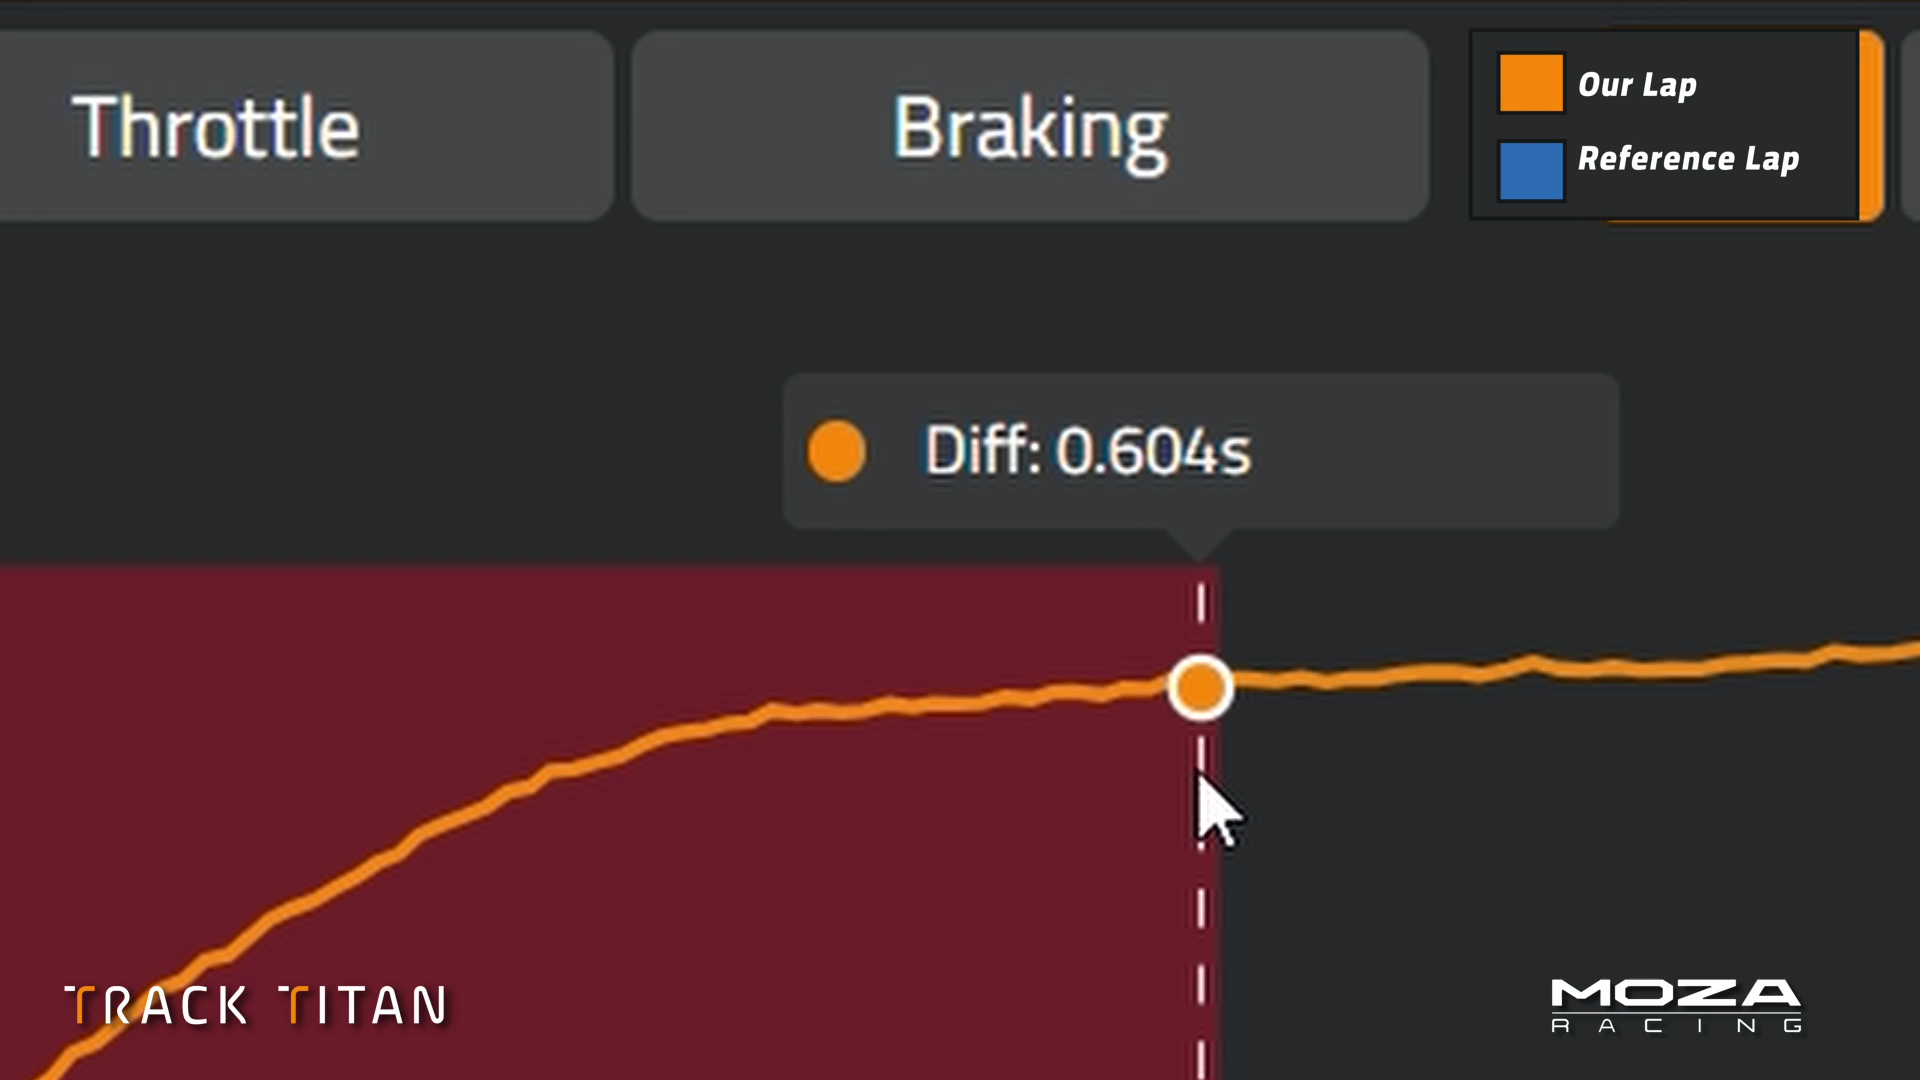 Throttle
Braking
Our Lap
Reference Lap
Diff: 0.604s
TRACK TITAN
MOZA
RACING